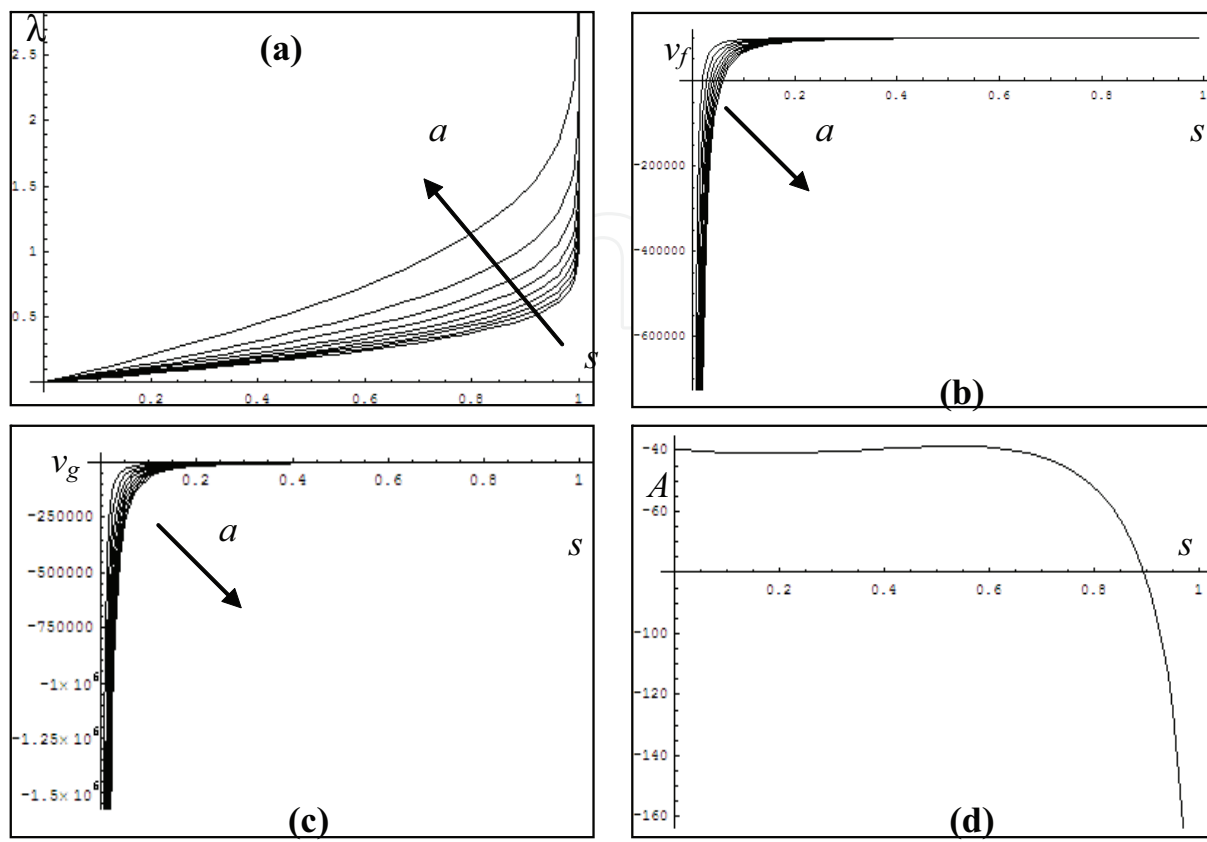 λ
(a)
2.5
2
a
1.5
1
0.5
s
0.2
0.4
0.6
0.8
1
v_f
0.2
0.4
0.6
0.8
1
a
s
-200000
-400000
-600000
(b)
v_g
0.2
0.4
0.6
0.8
1
-250000
a
s
-500000
-750000
-1× 10^6
-1.25× 10^6
-1.5× 10^6
(c)
-40
A
-60
s
0.2
0.4
0.6
0.8
1
-100
-120
-140
-160
(d)